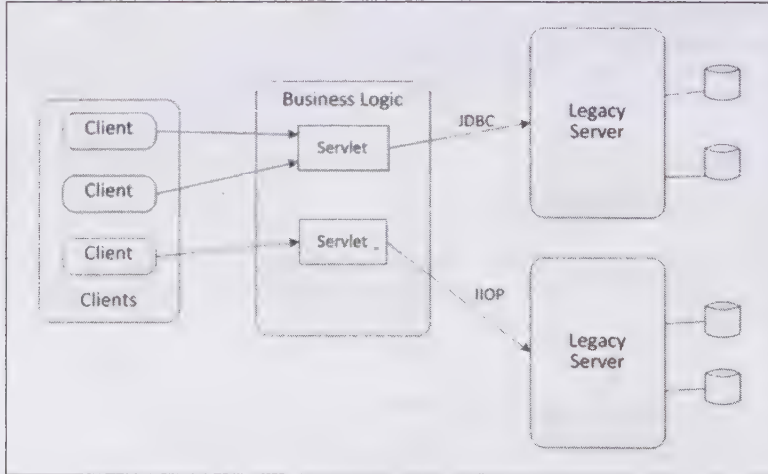 Client
Client
Client
Clients
Business Logic
Servlet
Servlet
JDBC
IIOP
Legacy
Server
Legacy
Server